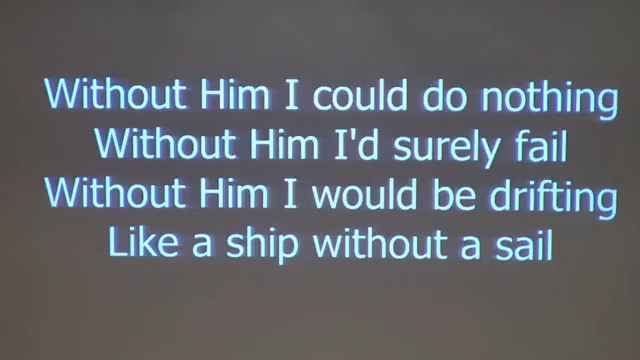 Without Him I could do nothing
Without Him I'd surely fail
Without Him I would be drifting
Like a ship without a sail